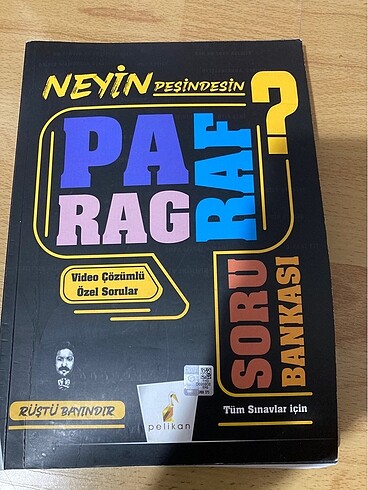 NEYİN PEŞİNDESİN
PA
RAG
RAF
?
SORU
BANKASI
Video Çözümlü
Özel Sorular
RÜŞTÜ BAYINDIR
pelikan
Tüm Sınavlar için